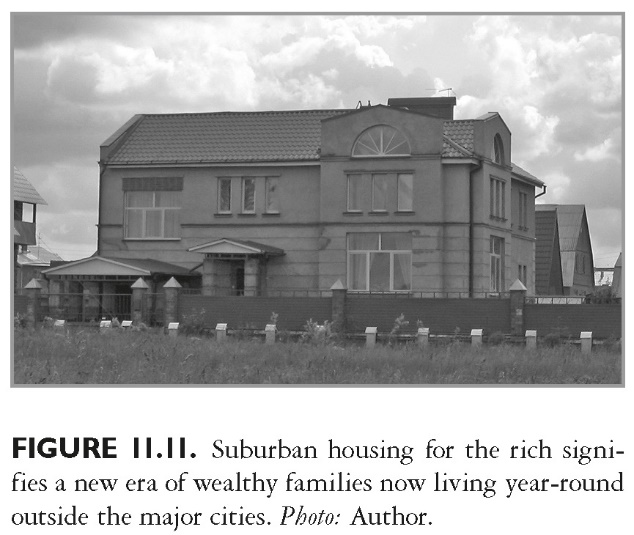 FIGURE 11.11. Suburban housing for the rich signi-
fies a new era of wealthy families now living year-round
outside the major cities. Photo: Author.